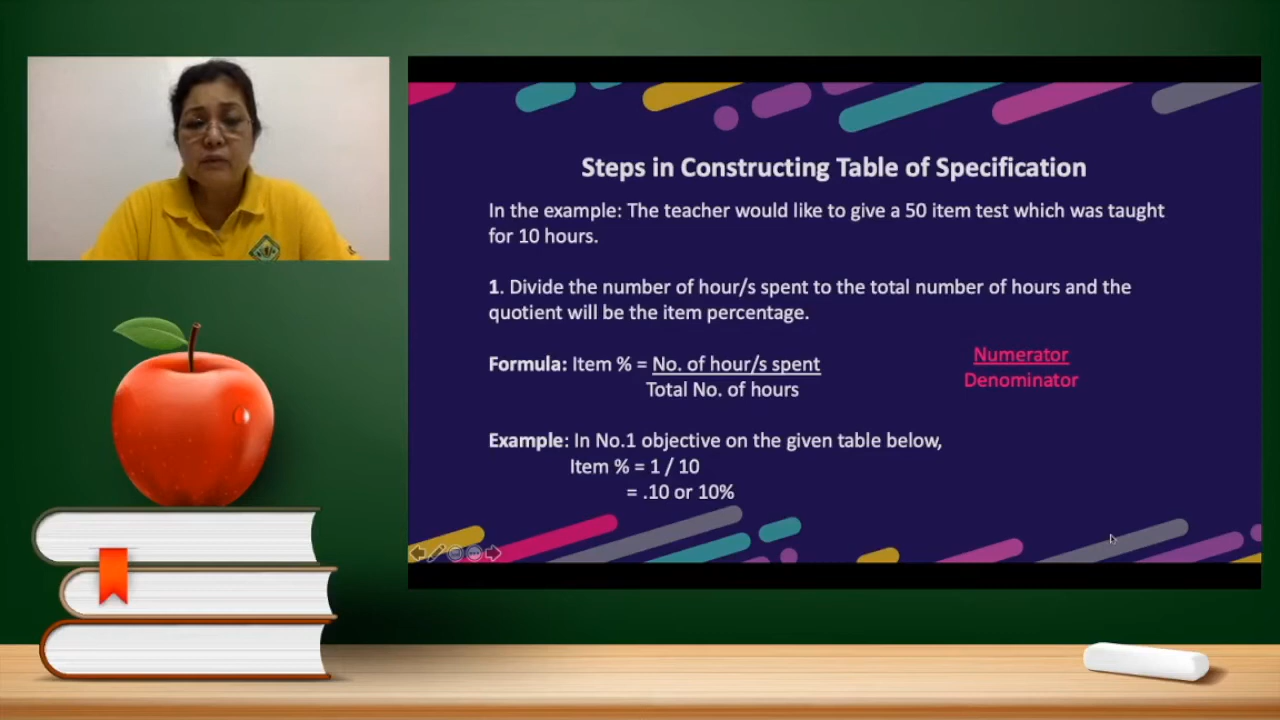 Steps in Constructing Table of Specification
In the example: The teacher would like to give a 50 item test which was taught
for 10 hours.
1. Divide the number of hour/s spent to the total number of hours and the
quotient will be the item percentage.
Formula: Item % = No. of hour/s spent
Total No. of hours
Numerator
Denominator
Example: In No.1 objective on the given table below,
Item % = 1 / 10
= .10 or 10%